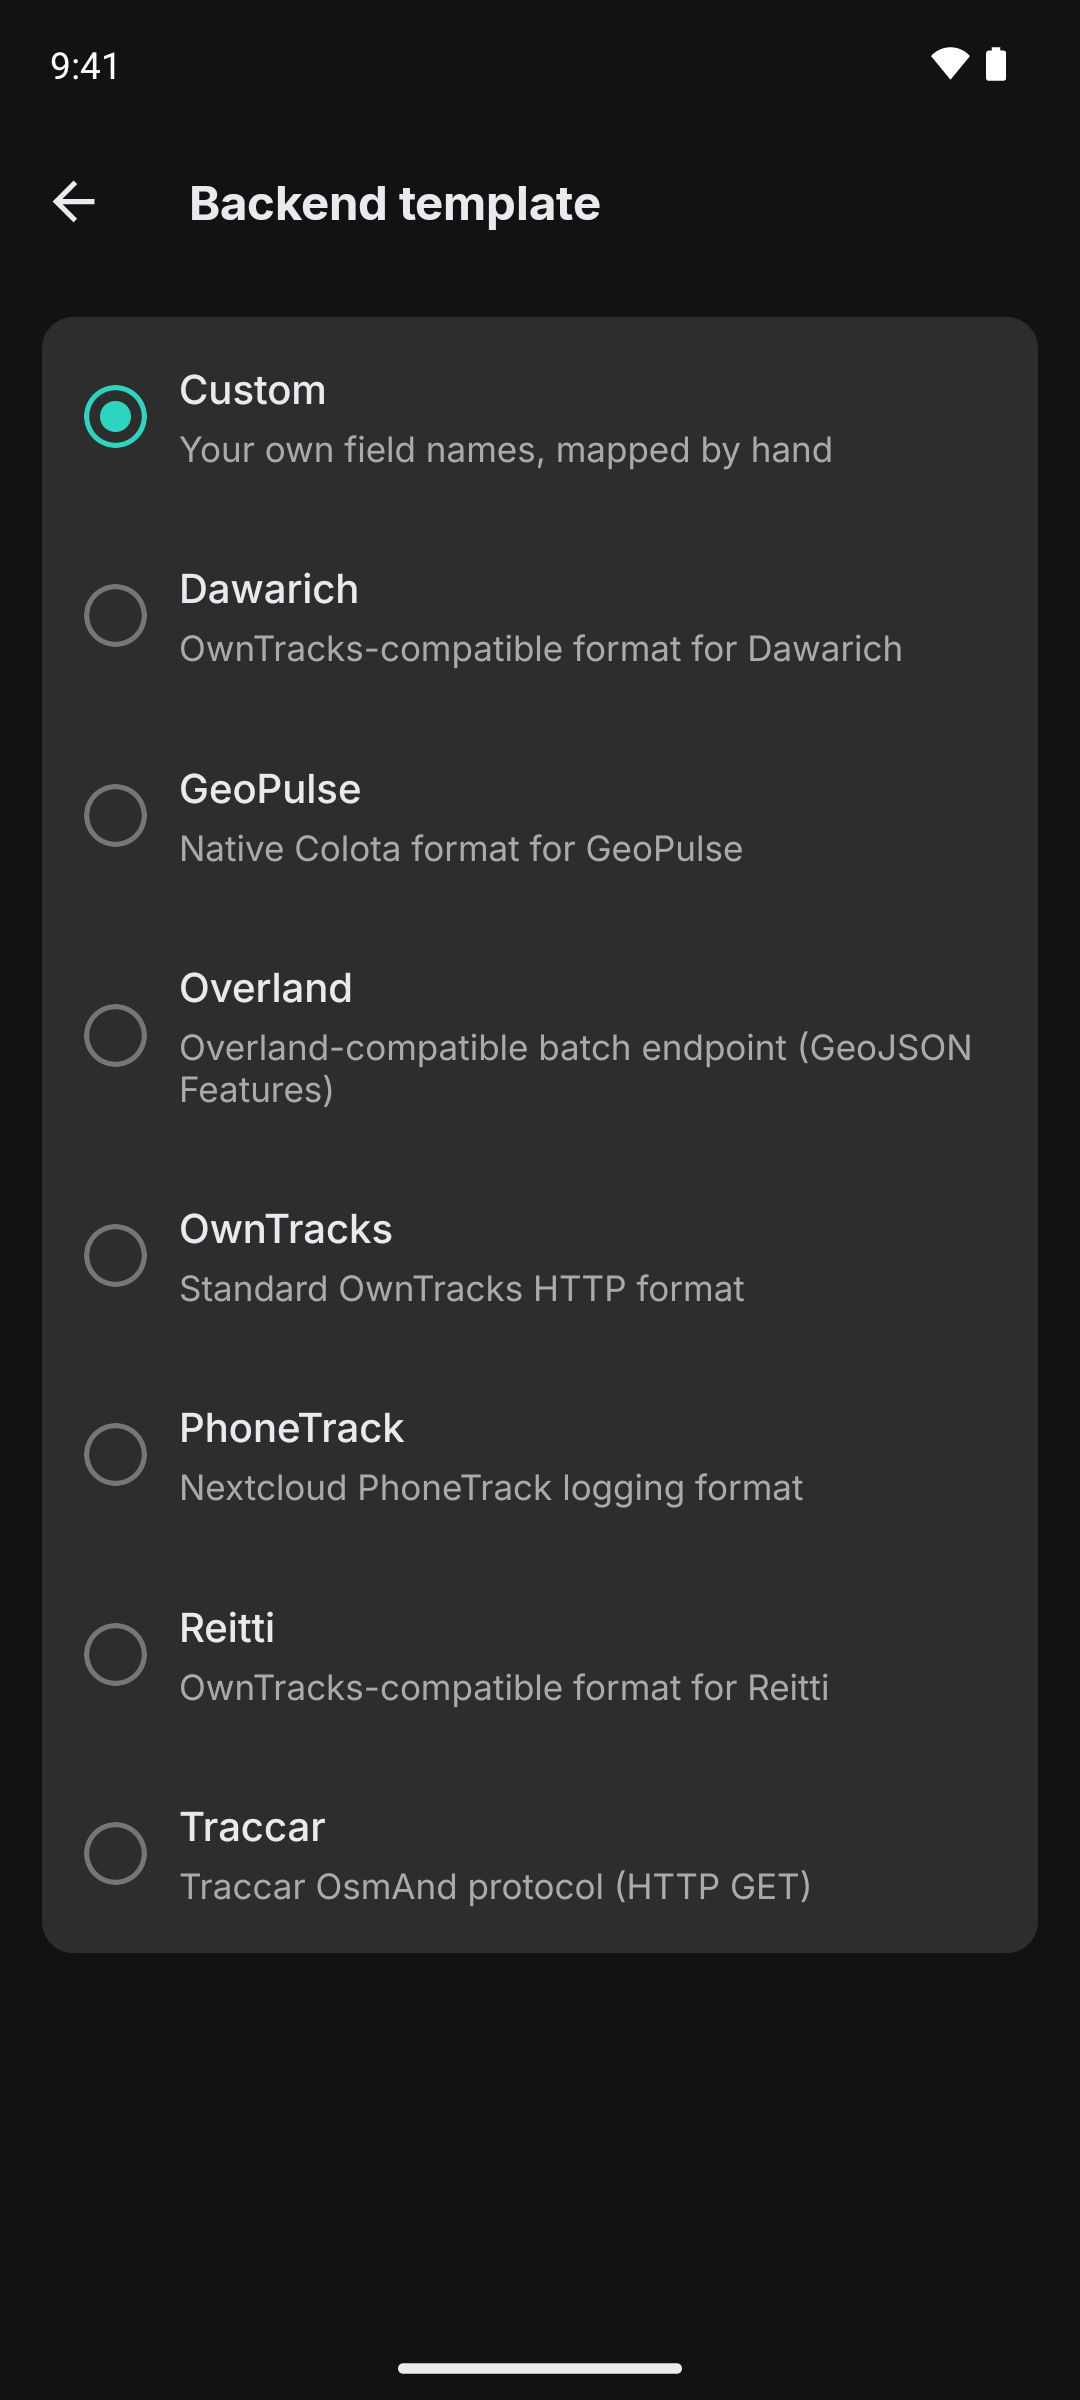 9:41
Backend template
Custom
Your own field names, mapped by hand
Dawarich
OwnTracks-compatible format for Dawarich
GeoPulse
Native Colota format for GeoPulse
Overland
Overland-compatible batch endpoint (GeoJSON
Features)
OwnTracks
Standard OwnTracks HTTP format
PhoneTrack
Nextcloud PhoneTrack logging format
Reitti
OwnTracks-compatible format for Reitti
Traccar
Traccar OsmAnd protocol (HTTP GET)